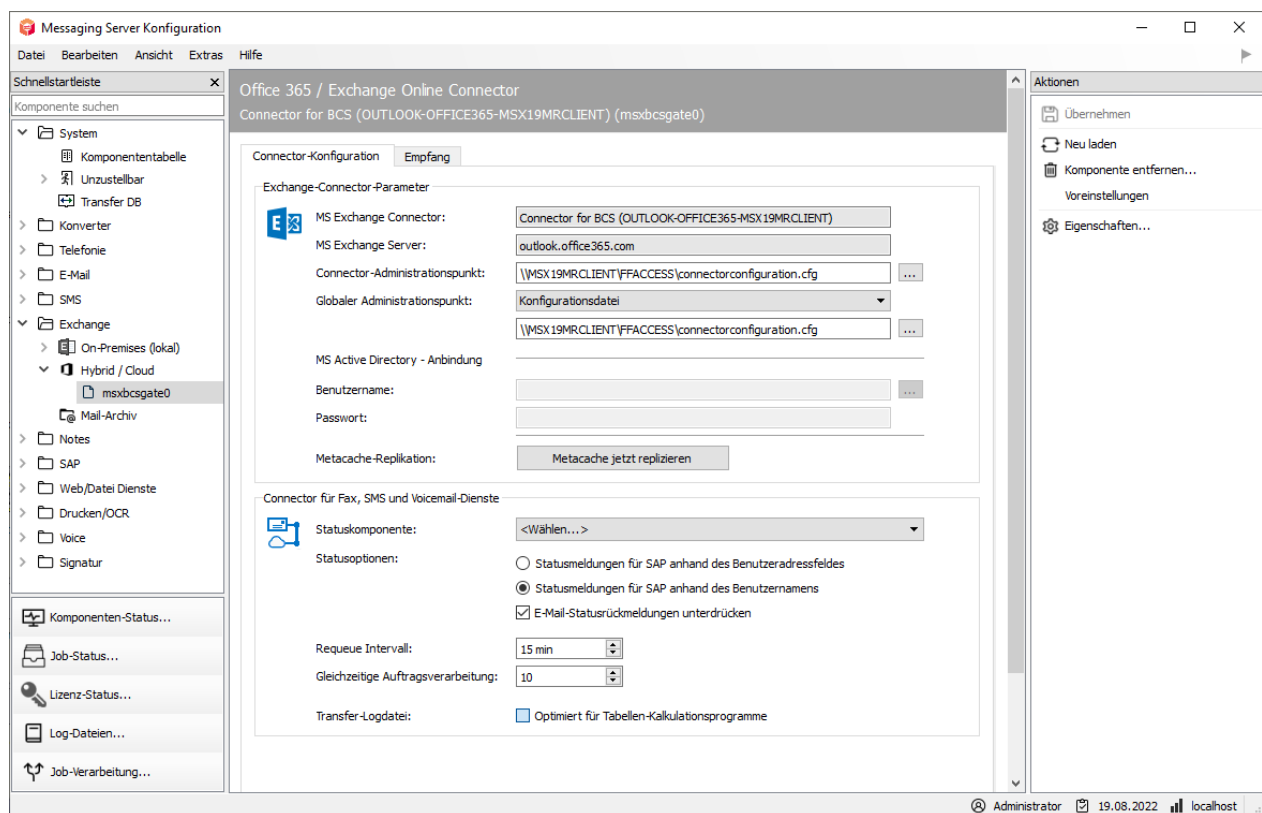 Messaging Server Konfiguration
Datei Bearbeiten Ansicht Extras Hilfe
Schnellstartleiste
Komponente suchen
System
Komponententabelle
Unzustellbar
Transfer DB
Konverter
Telefonie
E-Mail
SMS
Exchange
On-Premises (lokal)
Hybrid / Cloud
msxbcsgate0
Mail-Archiv
Notes
SAP
Web/Datei Dienste
Drucken/OCR
Voice
Signatur
Komponenten-Status...
Job-Status...
Lizenz-Status...
Log-Dateien...
Job-Verarbeitung...
Office 365 / Exchange Online Connector
Connector for BCS (OUTLOOK-OFFICE365-MSX19MRCLIENT) (msxbcsgate0)
Connector-Konfiguration Empfang
Exchange-Connector-Parameter
MS Exchange Connector: Connector for BCS (OUTLOOK-OFFICE365-MSX19MRCLIENT)
MS Exchange Server: outlook.office365.com
Connector-Administrationspunkt: \\MSX19MRCLIENT\FFACCESS\connectorconfiguration.cfg ...
Globaler Administrationspunkt: Konfigurationsdatei
\\MSX19MRCLIENT\FFACCESS\connectorconfiguration.cfg ...
MS Active Directory - Anbindung
Benutzername: ...
Passwort:
Metacache-Replikation: Metacache jetzt replizieren
Connector für Fax, SMS und Voicemail-Dienste
Statuskomponente: <Wählen...>
Statusoptionen: Statusmeldungen für SAP anhand des Benutzeradressfeldes
Statusmeldungen für SAP anhand des Benutzernamens
E-Mail-Statusrückmeldungen unterdrücken
Requeue Intervall: 15 min
Gleichzeitige Auftragsverarbeitung: 10
Transfer-Logdatei: Optimiert für Tabellen-Kalkulationsprogramme
Aktionen
Übernehmen
Neu laden
Komponente entfernen...
Voreinstellungen
Eigenschaften...
Administrator 19.08.2022 localhost